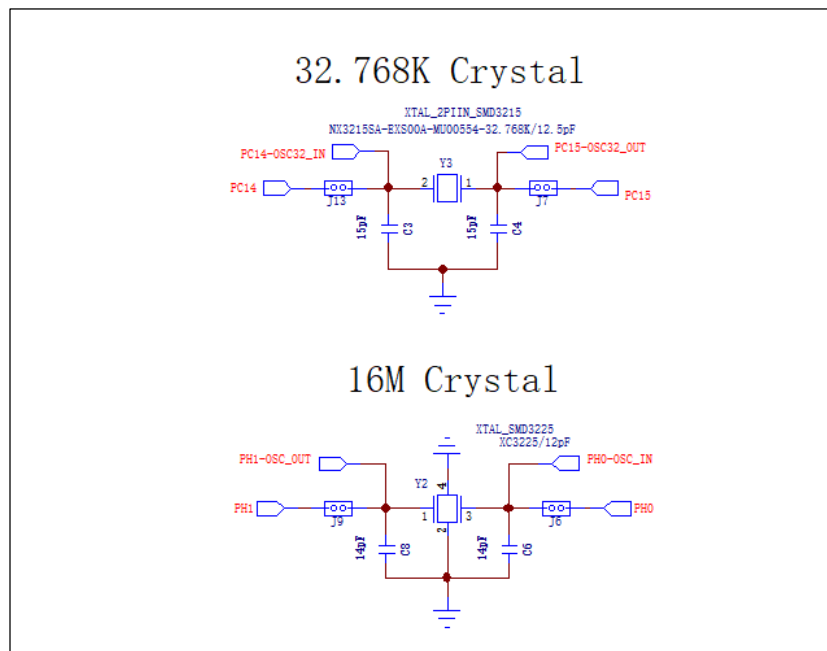 32.768K Crystal
XTAL_2PIIN_SMD3215
NX3215SA-EXS00A-MU00554-32.768K/12.5pF
PC14-OSC32_IN
PC15-OSC32_OUT
Y3
PC14
J13
2
1
J7
PC15
15pF
C3
15pF
C4
16M Crystal
XTAL_SMD3225
XC3225/12pF
PH1-OSC_OUT
PH0-OSC_IN
Y2
4
PH1
J9
1
3
J6
PH0
2
14pF
C8
14pF
C6